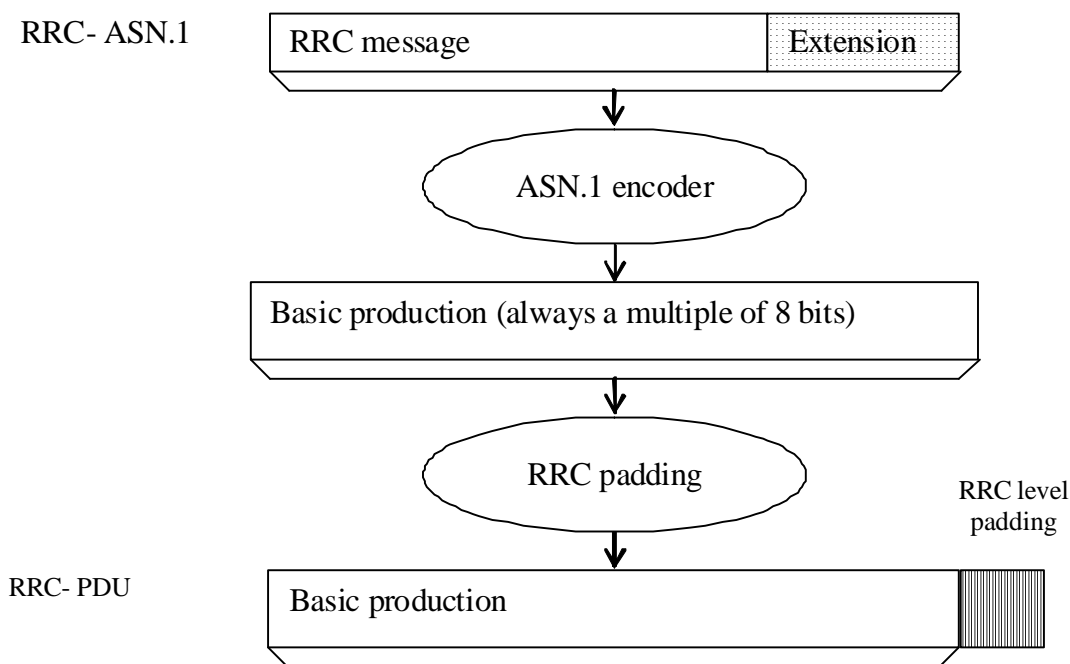 RRC- ASN.1
RRC message
Extension
ASN.1 encoder
Basic production (always a multiple of 8 bits)
RRC padding
RRC level
padding
RRC- PDU
Basic production